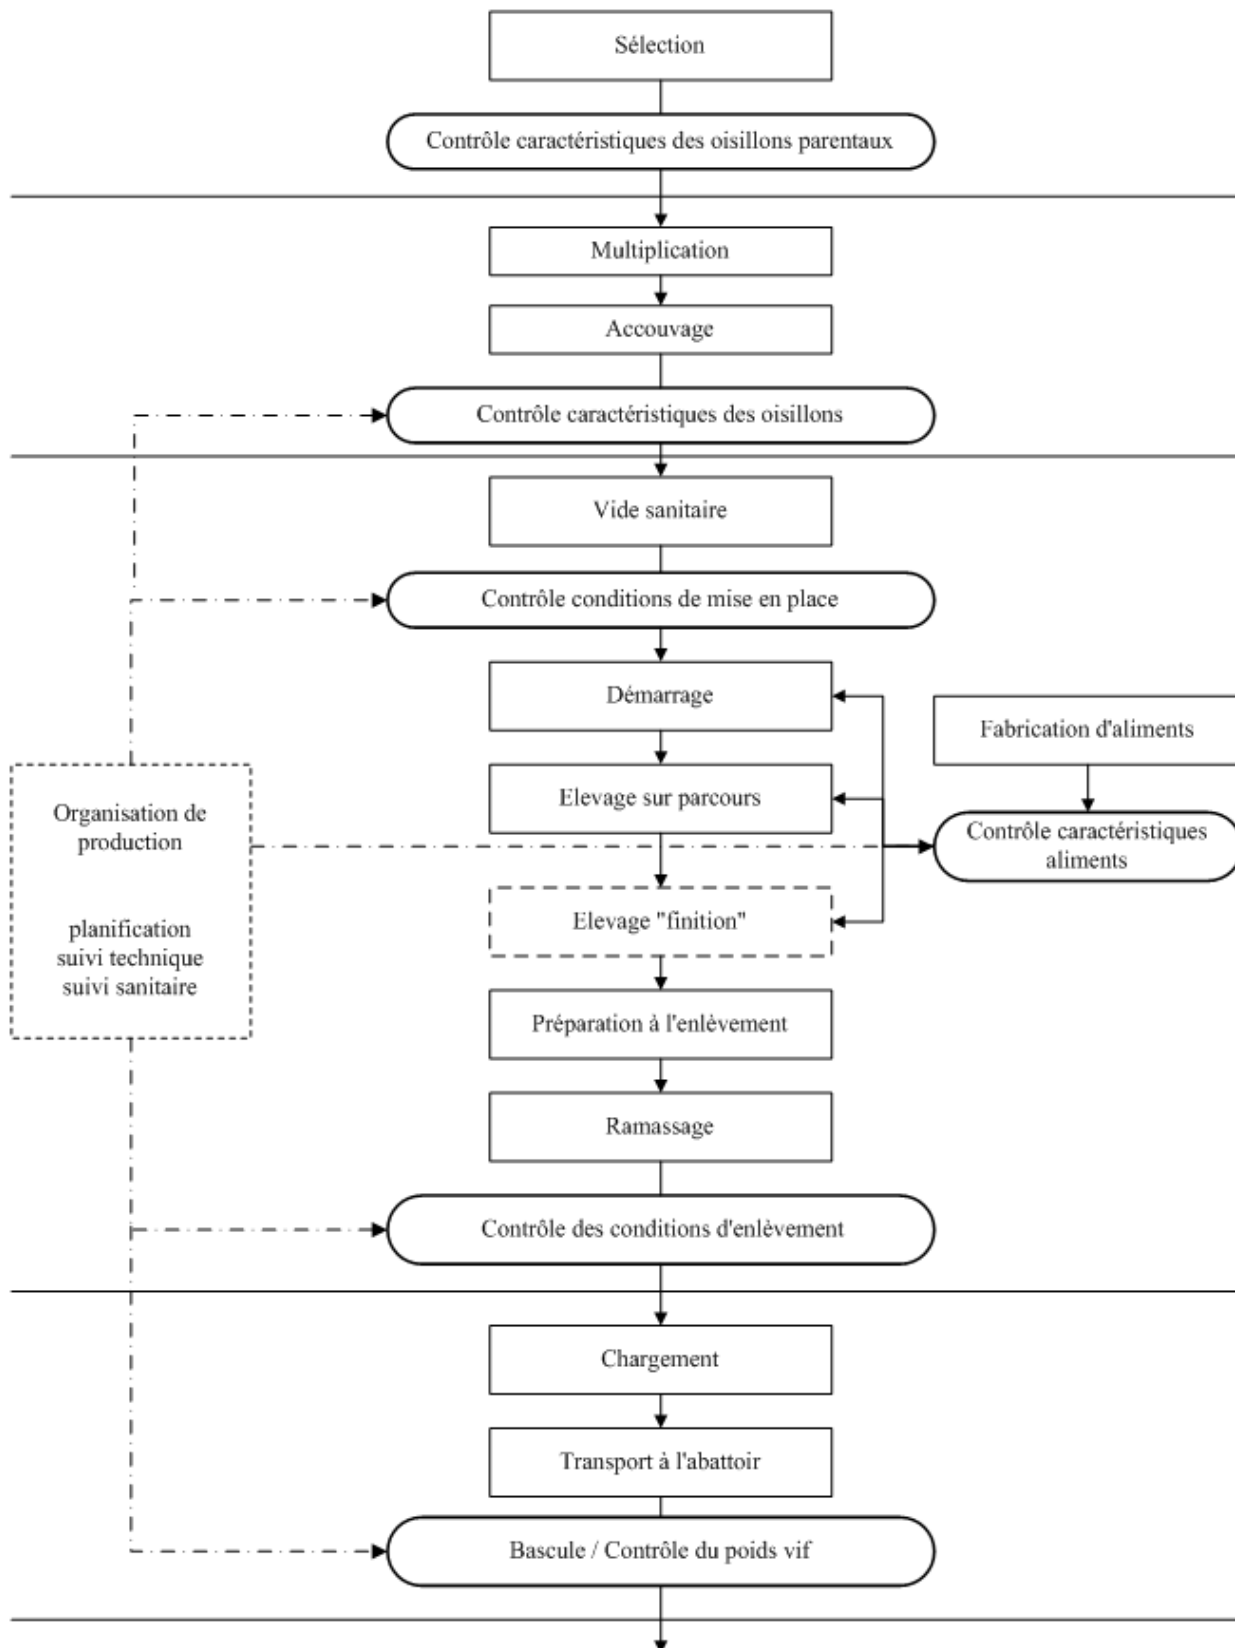 Sélection
Contrôle caractéristiques des oisillons parentaux
Multiplication
Accouvage
Contrôle caractéristiques des oisillons
Vide sanitaire
Contrôle conditions de mise en place
Démarrage
Fabrication d'aliments
Elevage sur parcours
Contrôle caractéristiques
aliments
Organisation de
production
planification
suivi technique
suivi sanitaire
Elevage "finition"
Préparation à l'enlèvement
Ramassage
Contrôle des conditions d'enlèvement
Chargement
Transport à l'abattoir
Bascule / Contrôle du poids vif